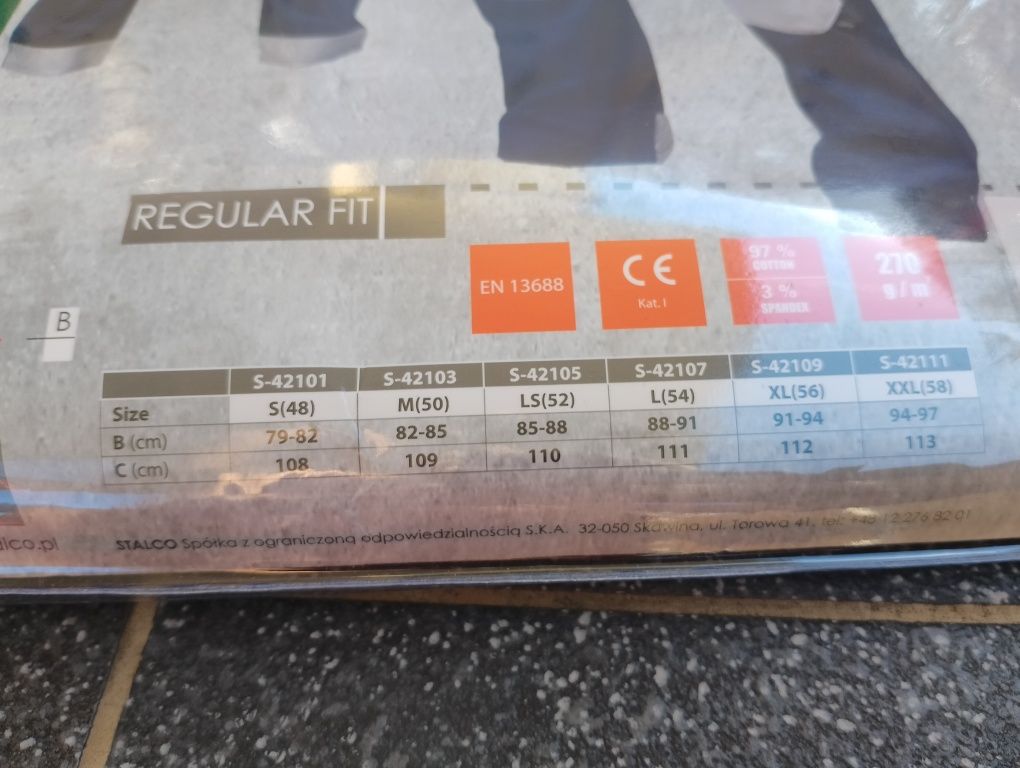 REGULAR FIT
EN 13688
CE
Kat. I
97 %
COTTON
3 %
SPANDEX
270
g / m
B
S-42101 S-42103 S-42105 S-42107 S-42109 S-42111
Size S(48) M(50) LS(52) L(54) XL(56) XXL(58)
B (cm) 79-82 82-85 85-88 88-91 91-94 94-97
C (cm) 108 109 110 111 112 113
lco.pl STALCO Spółka z ograniczoną odpowiedzialnością S.K.A. 32-050 Skawina, ul. Torowa 41, tel: +48 12 276 82 01